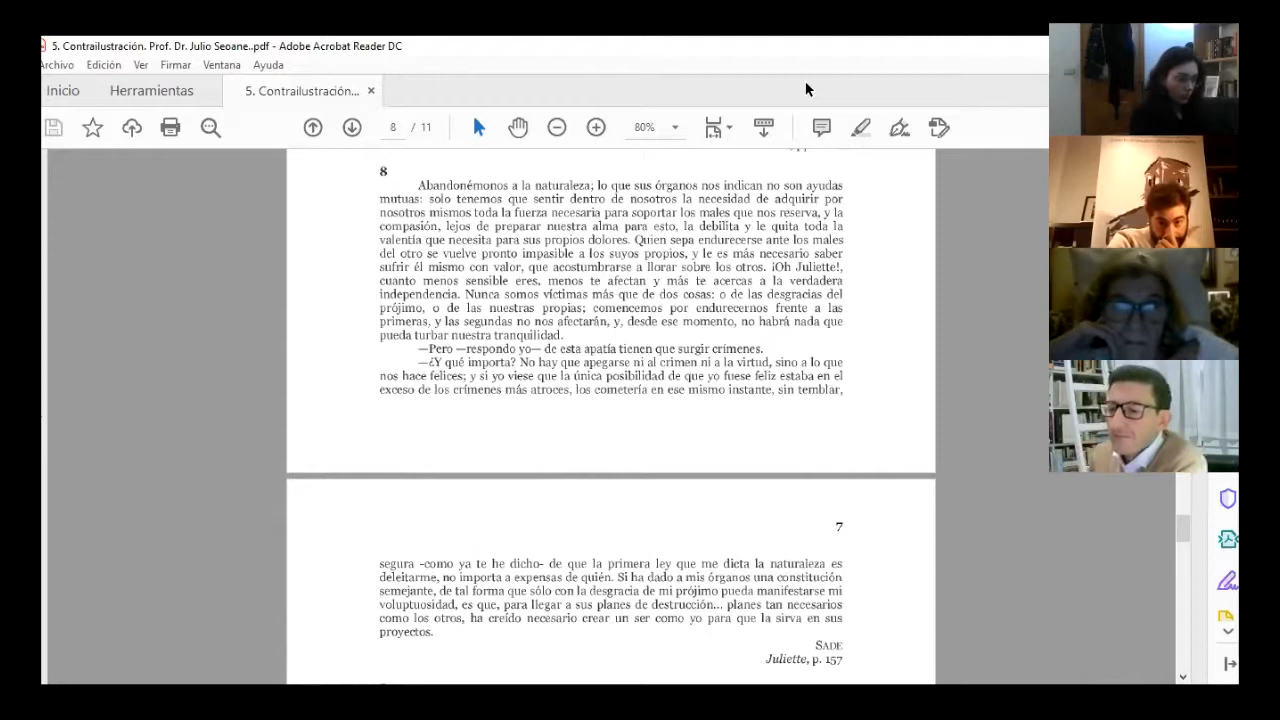 5. Contrailustración. Prof. Dr. Julio Seoane..pdf - Adobe Acrobat Reader DC
Archivo Edición Ver Firmar Ventana Ayuda
Inicio Herramientas 5. Contrailustración... ×
8 / 11 80%
8
Abandonémonos a la naturaleza; lo que sus órganos nos indican no son ayudas
mutuas: solo tenemos que sentir dentro de nosotros la necesidad de adquirir por
nosotros mismos toda la fuerza necesaria para soportar los males que nos reserva, y la
compasión, lejos de preparar nuestra alma para esto, la debilita y le quita toda la
valentía que necesita para sus propios dolores. Quien sepa endurecerse ante los males
del otro se vuelve pronto impasible a los suyos propios, y le es más necesario saber
sufrir él mismo con valor, que acostumbrarse a llorar sobre los otros. ¡Oh Juliette!,
cuanto menos sensible eres, menos te afectan y más te acercas a la verdadera
independencia. Nunca somos víctimas más que de dos cosas: o de las desgracias del
prójimo, o de las nuestras propias; comencemos por endurecernos frente a las
primeras, y las segundas no nos afectarán, y, desde ese momento, no habrá nada que
pueda turbar nuestra tranquilidad.
—Pero —respondo yo— de esta apatía tienen que surgir crímenes.
—¿Y qué importa? No hay que apegarse ni al crimen ni a la virtud, sino a lo que
nos hace felices; y si yo viese que la única posibilidad de que yo fuese feliz estaba en el
exceso de los crímenes más atroces, los cometería en ese mismo instante, sin temblar,
7
segura -como ya te he dicho- de que la primera ley que me dicta la naturaleza es
deleitarme, no importa a expensas de quién. Si ha dado a mis órganos una constitución
semejante, de tal forma que sólo con la desgracia de mi prójimo pueda manifestarse mi
voluptuosidad, es que, para llegar a sus planes de destrucción... planes tan necesarios
como los otros, ha creído necesario crear un ser como yo para que la sirva en sus
proyectos.
SADE
Juliette, p. 157